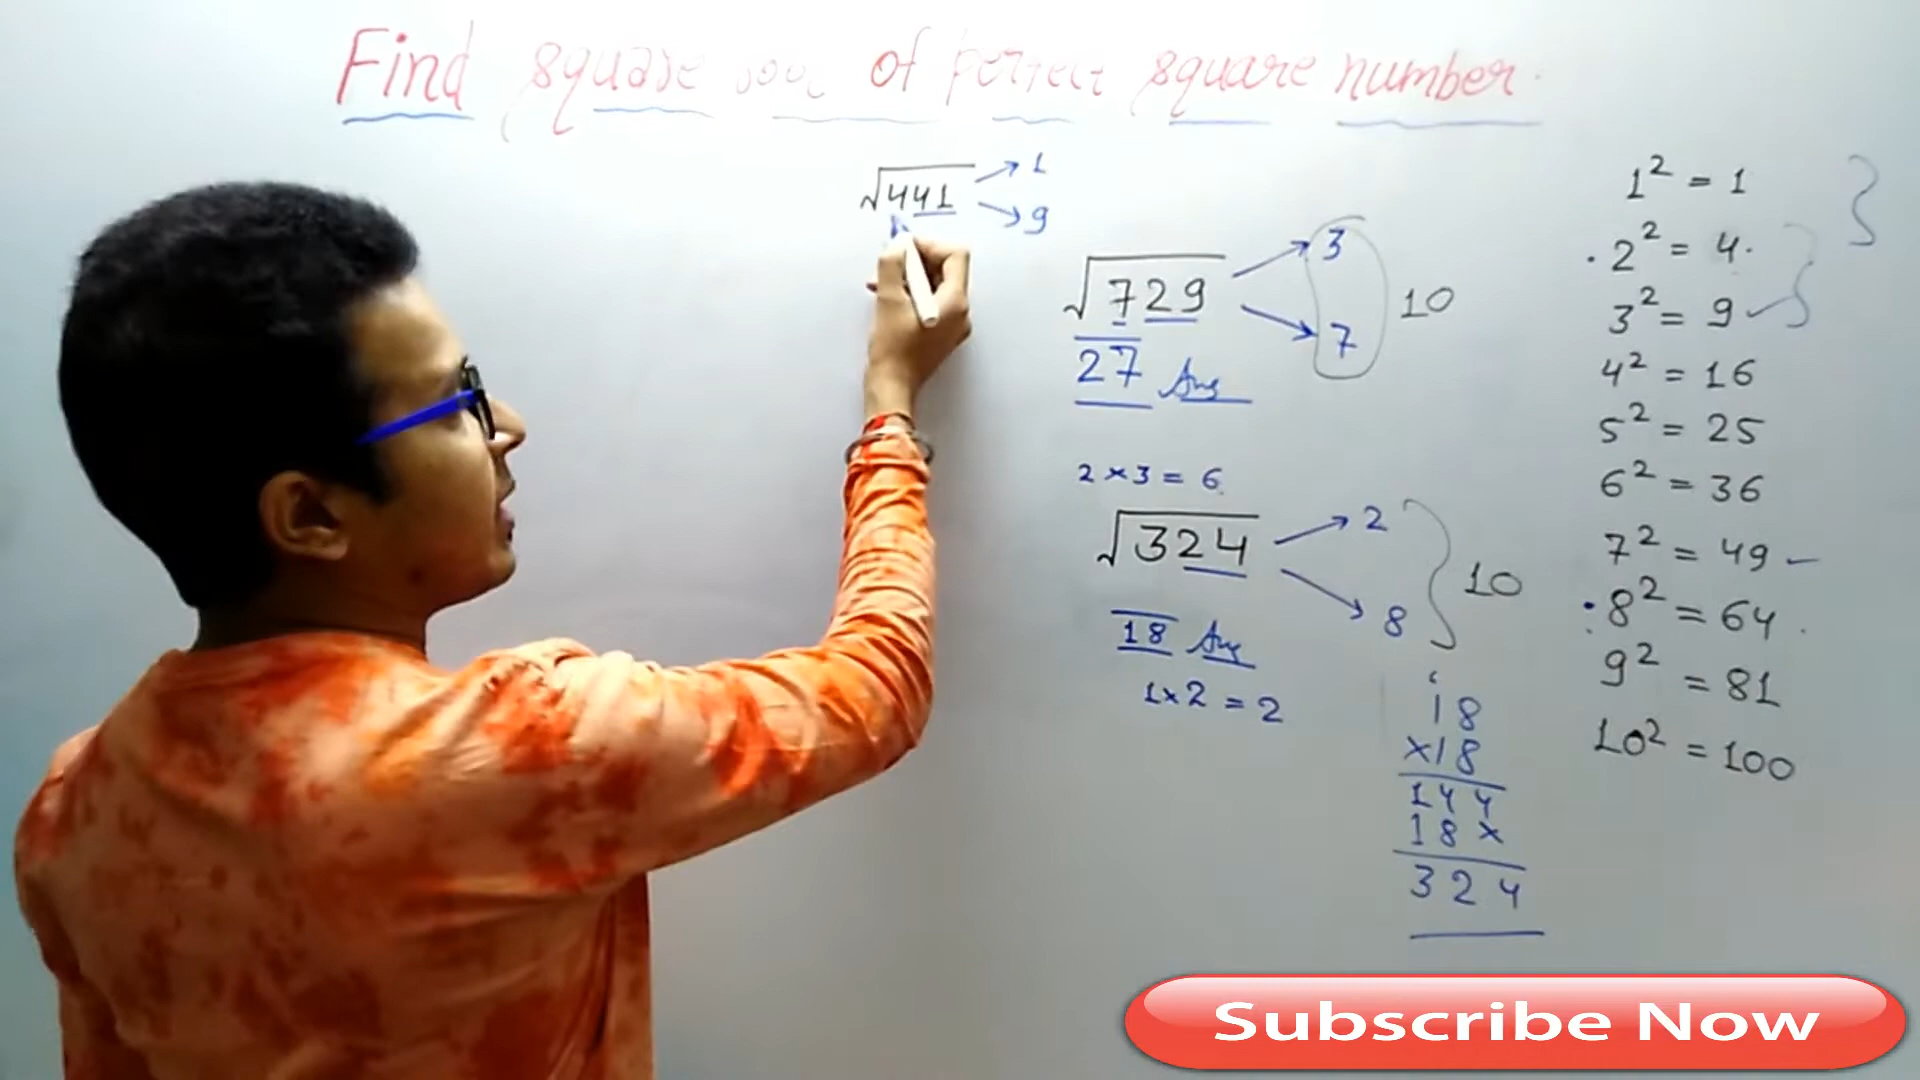 Find square root of perfect square number.
√441 → 1
→ 9
√729 → 3
→ 7
10
27 Ans
2 × 3 = 6
√324 → 2
→ 8
10
18 Ans
1 × 2 = 2
18
×18
144
18×
324
1² = 1
2² = 4
3² = 9
4² = 16
5² = 25
6² = 36
7² = 49
8² = 64
9² = 81
10² = 100
Subscribe Now